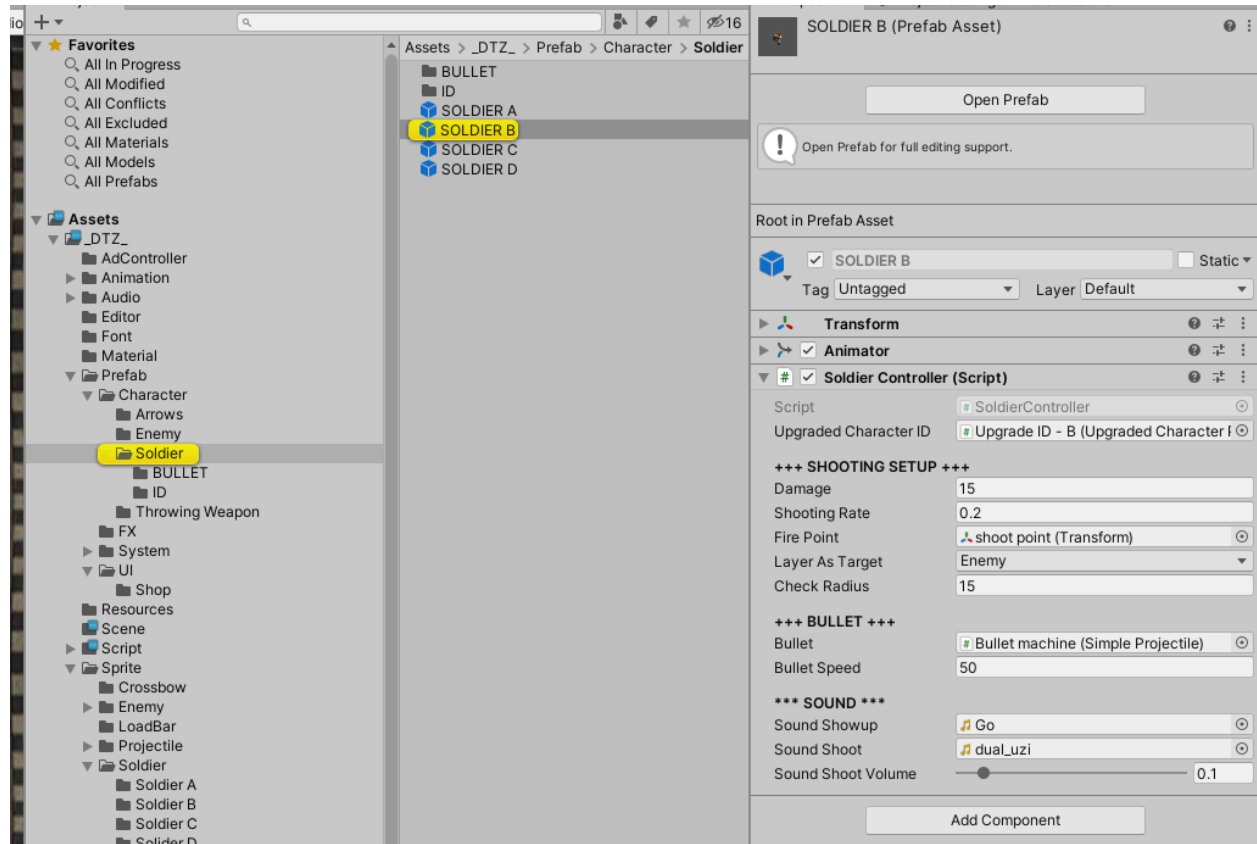 io
16
Favorites
All In Progress
All Modified
All Conflicts
All Excluded
All Materials
All Models
All Prefabs
Assets
_DTZ_
AdController
Animation
Audio
Editor
Font
Material
Prefab
Character
Arrows
Enemy
Soldier
BULLET
ID
Throwing Weapon
FX
System
UI
Shop
Resources
Scene
Script
Sprite
Crossbow
Enemy
LoadBar
Projectile
Soldier
Soldier A
Soldier B
Soldier C
Solider D
Assets > _DTZ_ > Prefab > Character > Soldier
BULLET
ID
SOLDIER A
SOLDIER B
SOLDIER C
SOLDIER D
SOLDIER B (Prefab Asset)
Open Prefab
Open Prefab for full editing support.
Root in Prefab Asset
SOLDIER B Static
Tag Untagged Layer Default
Transform
Animator
# Soldier Controller (Script)
Script # SoldierController
Upgraded Character ID # Upgrade ID - B (Upgraded Character
+++ SHOOTING SETUP +++
Damage 15
Shooting Rate 0.2
Fire Point shoot point (Transform)
Layer As Target Enemy
Check Radius 15
+++ BULLET +++
Bullet # Bullet machine (Simple Projectile)
Bullet Speed 50
*** SOUND ***
Sound Showup Go
Sound Shoot dual_uzi
Sound Shoot Volume 0.1
Add Component